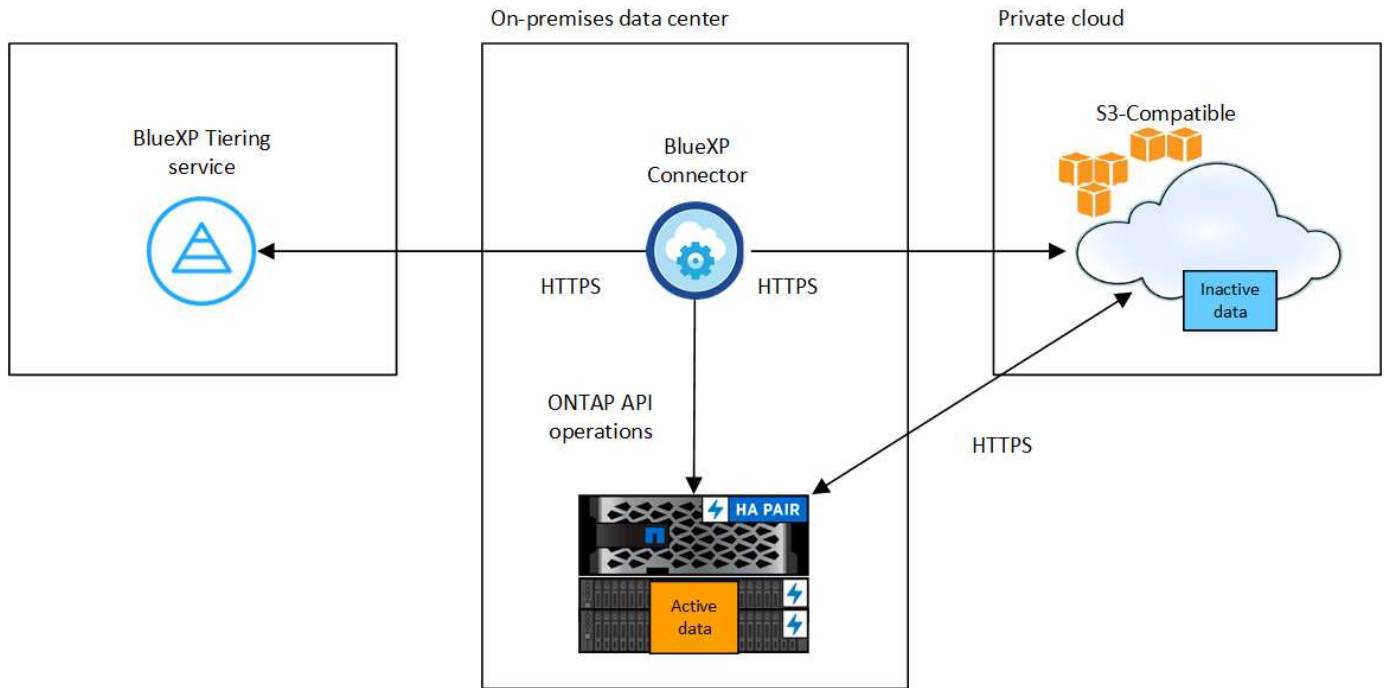 On-premises data center
Private cloud
BlueXP Tiering
service
BlueXP
Connector
S3-Compatible
HTTPS
HTTPS
Inactive
data
ONTAP API
operations
HTTPS
HA PAIR
Active
data